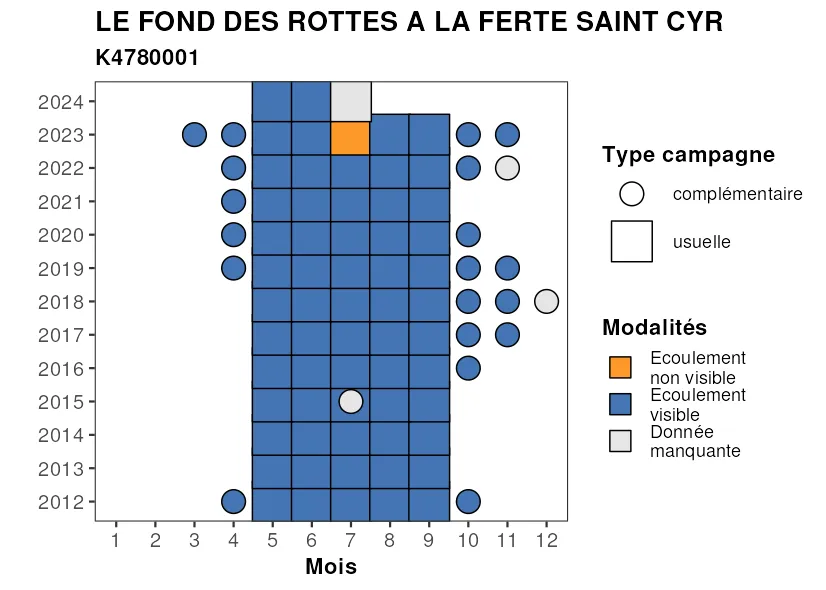 LE FOND DES ROTTES A LA FERTE SAINT CYR
K4780001
2024
2023
2022
2021
2020
2019
2018
2017
2016
2015
2014
2013
2012
1 2 3 4 5 6 7 8 9 10 11 12
Mois
Type campagne
complémentaire
usuelle
Modalités
Ecoulement
non visible
Ecoulement
visible
Donnée
manquante